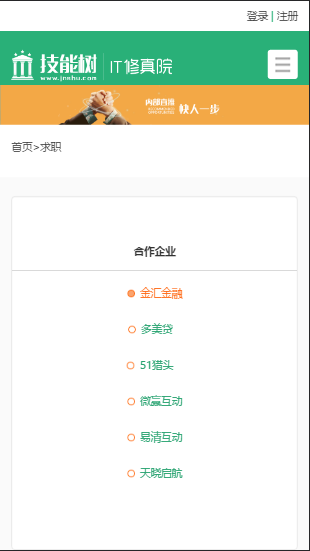 登录 | 注册
技能树 IT修真院
www.jnshu.com
内部直推
快人一步
首页>求职
合作企业
金汇金融
多美贷
51猎头
微赢互动
易清互动
天晓启航